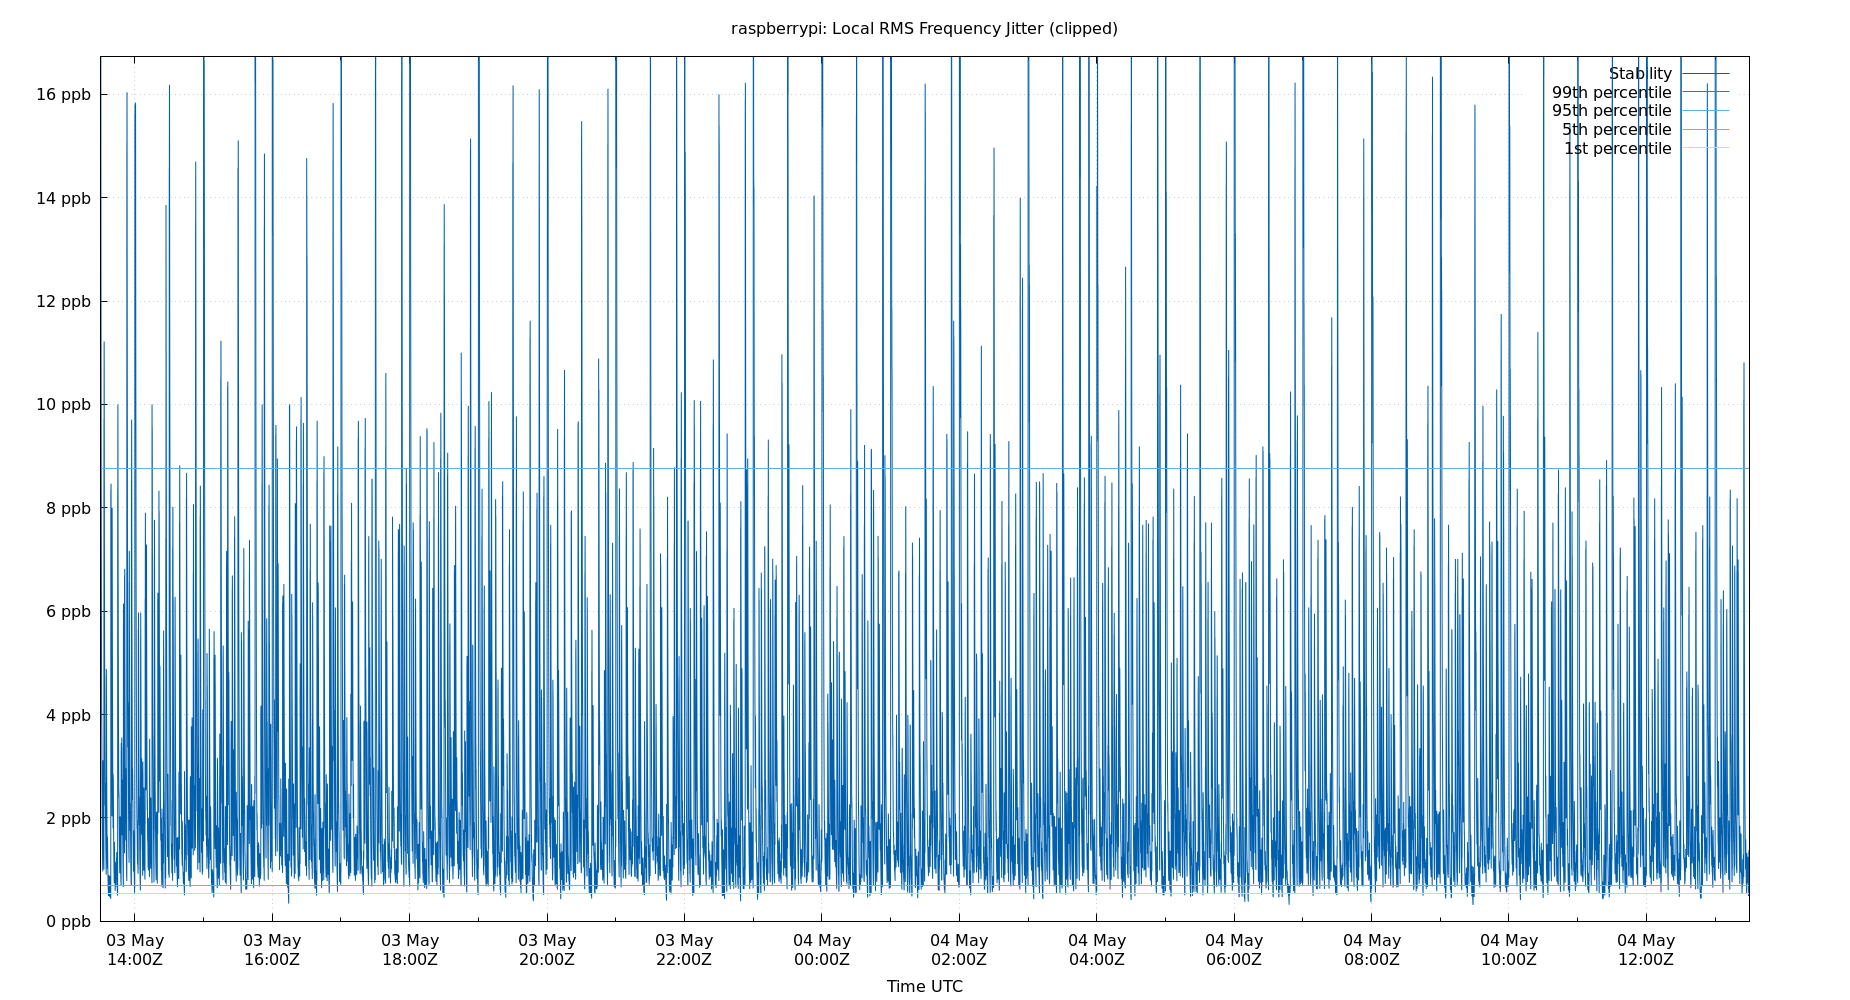 raspberrypi: Local RMS Frequency Jitter (clipped)
Stability
99th percentile
95th percentile
5th percentile
1st percentile
16 ppb
14 ppb
12 ppb
10 ppb
8 ppb
6 ppb
4 ppb
2 ppb
0 ppb
03 May 03 May 03 May 03 May 03 May 04 May 04 May 04 May 04 May 04 May 04 May 04 May
14:00Z 16:00Z 18:00Z 20:00Z 22:00Z 00:00Z 02:00Z 04:00Z 06:00Z 08:00Z 10:00Z 12:00Z
Time UTC